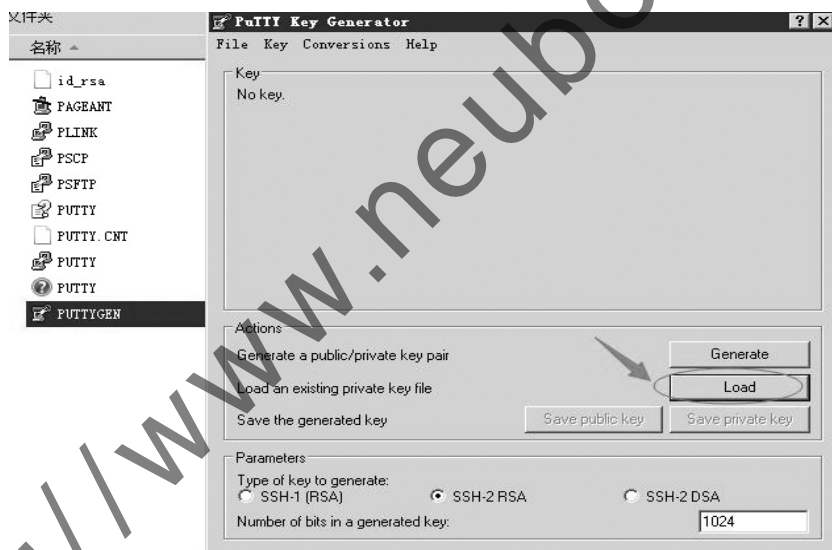 文件夹
名称
id_rsa
PAGEANT
PLINK
PSCP
PSFTP
PUTTY
PUTTY.CNT
PUTTY
PUTTY
PUTTYGEN
PuTTY Key Generator
File Key Conversions Help
Key
No key.
Actions
Generate a public/private key pair
Generate
Load an existing private key file
Load
Save the generated key
Save public key
Save private key
Parameters
Type of key to generate:
SSH-1 (RSA)
SSH-2 RSA
SSH-2 DSA
Number of bits in a generated key:
1024
//www.neubo